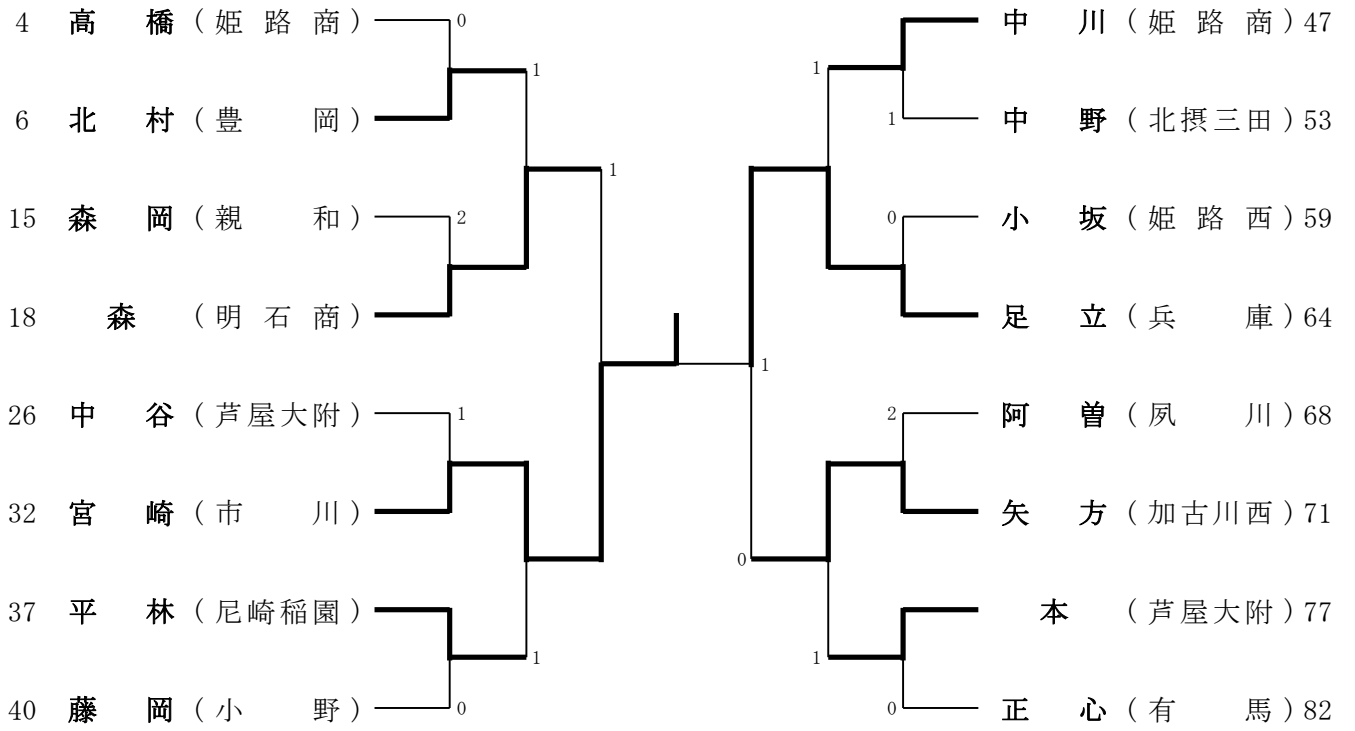 4 高橋 (姫路商) 0
中川 (姫路商) 47
1
1
6 北村 (豊岡)
1 中野 (北摂三田) 53
1
15 森岡 (親和) 2
0 小坂 (姫路西) 59
18 森 (明石商)
足立 (兵庫) 64
1
26 中谷 (芦屋大附) 1
2 阿曽 (夙川) 68
32 宮崎 (市川)
矢方 (加古川西) 71
0
37 平林 (尼崎稲園)
本 (芦屋大附) 77
1
1
40 藤岡 (小野) 0
0 正心 (有馬) 82